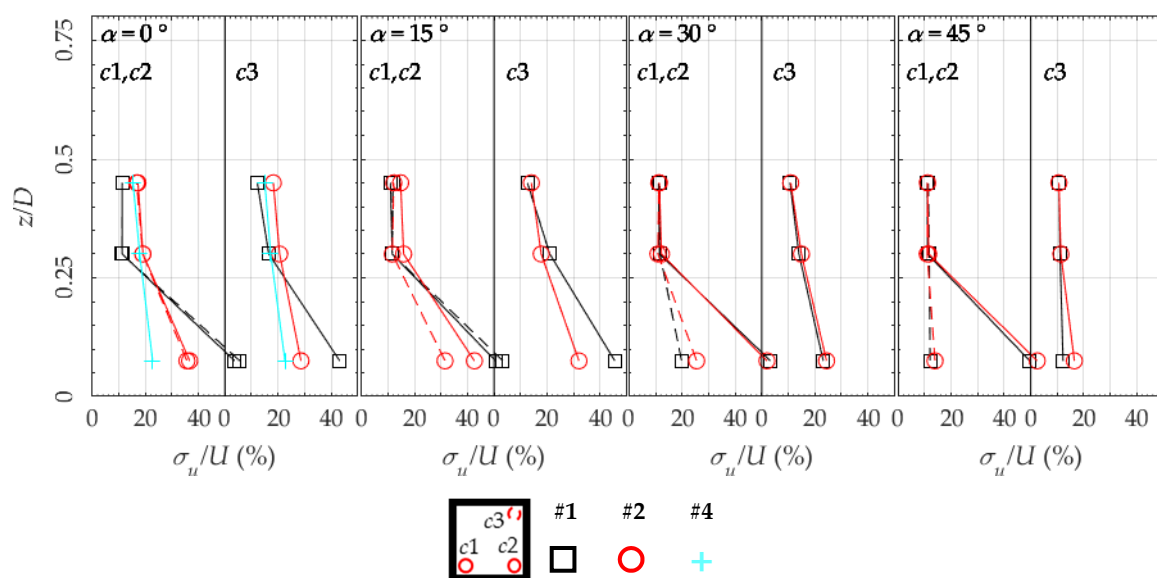 α = 0 ° α = 15 ° α = 30 ° α = 45 °
c1,c2 c3 c1,c2 c3 c1,c2 c3 c1,c2 c3
0.75
0.5
0.25
0
z/D
0 20 40 0 20 40 0 20 40 0 20 40 0 20 40 0 20 40 0 20 40 0 20 40
σu/U (%) σu/U (%) σu/U (%) σu/U (%)
c3 #1 #2 #4
c1 c2